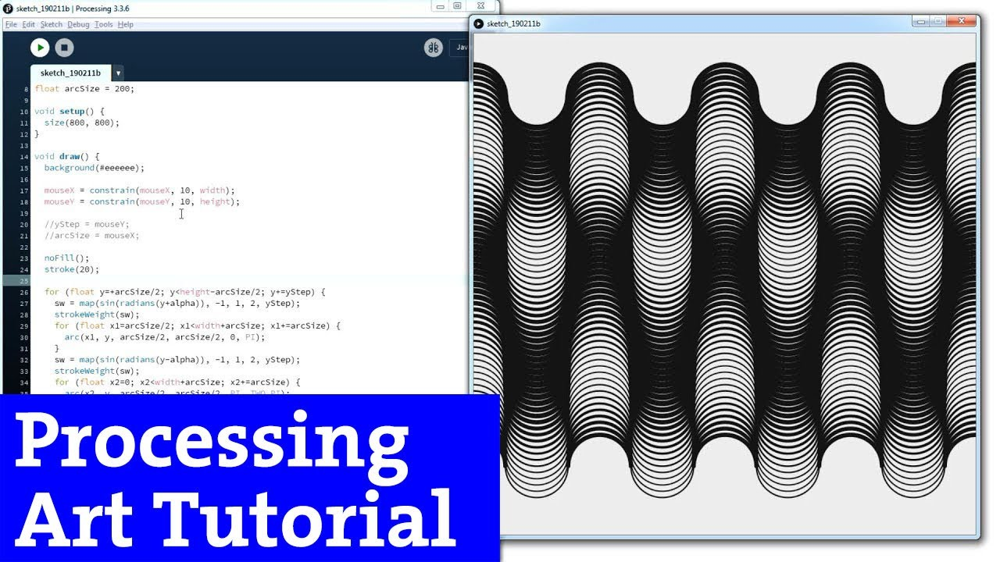 sketch_190211b | Processing 3.3.6
File Edit Sketch Debug Tools Help
Jav
sketch_190211b
8 float arcSize = 200;
9
10 void setup() {
11 size(800, 800);
12 }
13
14 void draw() {
15 background(#eeeeee);
16
17 mouseX = constrain(mouseX, 10, width);
18 mouseY = constrain(mouseY, 10, height);
19
20 //yStep = mouseY;
21 //arcSize = mouseX;
22
23 noFill();
24 stroke(20);
25
26 for (float y=+arcSize/2; y<height-arcSize/2; y+=yStep) {
27 sw = map(sin(radians(y+alpha)), -1, 1, 2, yStep);
28 strokeWeight(sw);
29 for (float x1=arcSize/2; x1<width+arcSize; x1+=arcSize) {
30 arc(x1, y, arcSize/2, arcSize/2, 0, PI);
31 }
32 sw = map(sin(radians(y-alpha)), -1, 1, 2, yStep);
33 strokeWeight(sw);
34 for (float x2=0; x2<width+arcSize; x2+=arcSize) {
arc(x2, y, arcSize/2, arcSize/2, PI, TWO_PI);
sketch_190211b
Processing
Art Tutorial